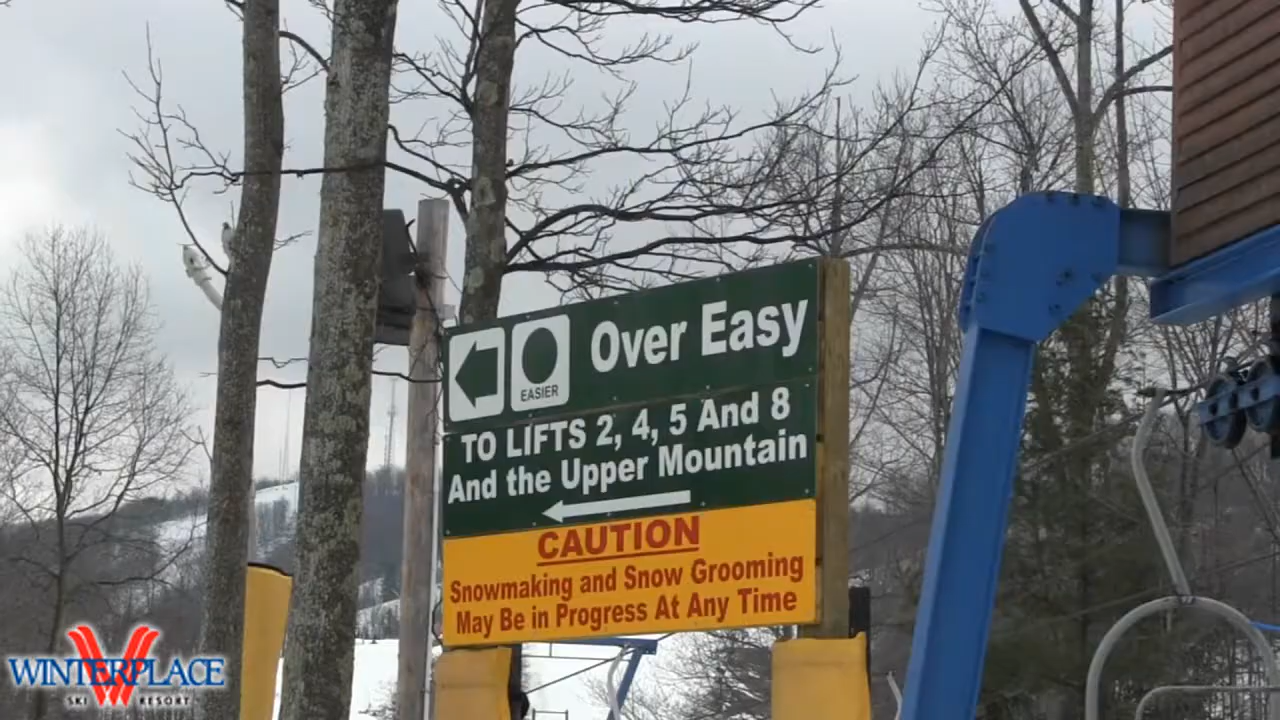 Over Easy
EASIER
TO LIFTS 2, 4, 5 And 8
And the Upper Mountain
CAUTION
Snowmaking and Snow Grooming
May Be in Progress At Any Time
WINTERPLACE
SKI RESORT